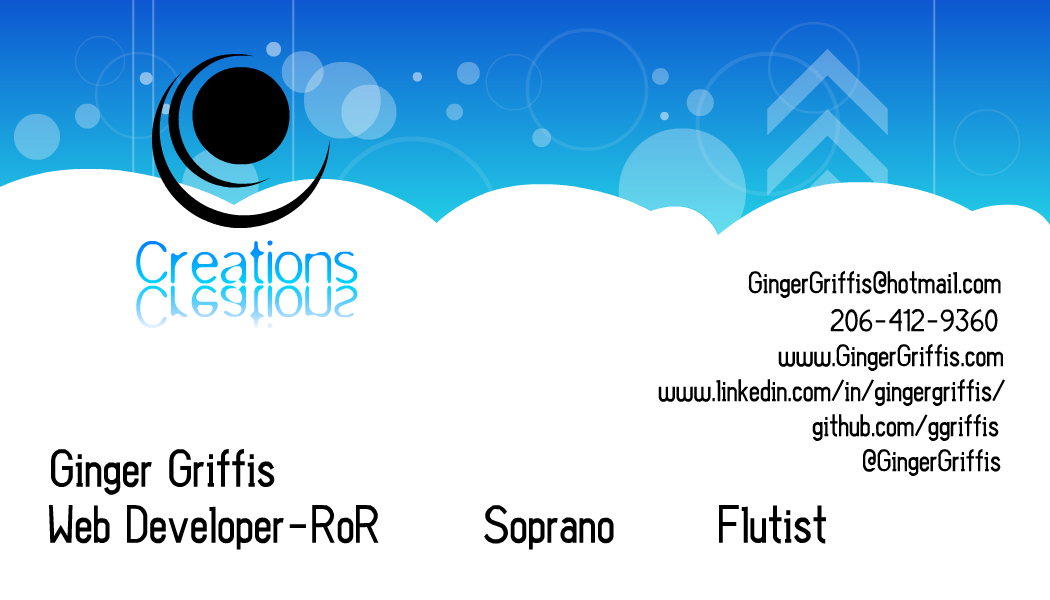 Creations
GingerGriffis@hotmail.com
206-412-9360
www.GingerGriffis.com
www.linkedin.com/in/gingergriffis/
github.com/ggriffis
@GingerGriffis
Ginger Griffis
Web Developer-RoR Soprano Flutist